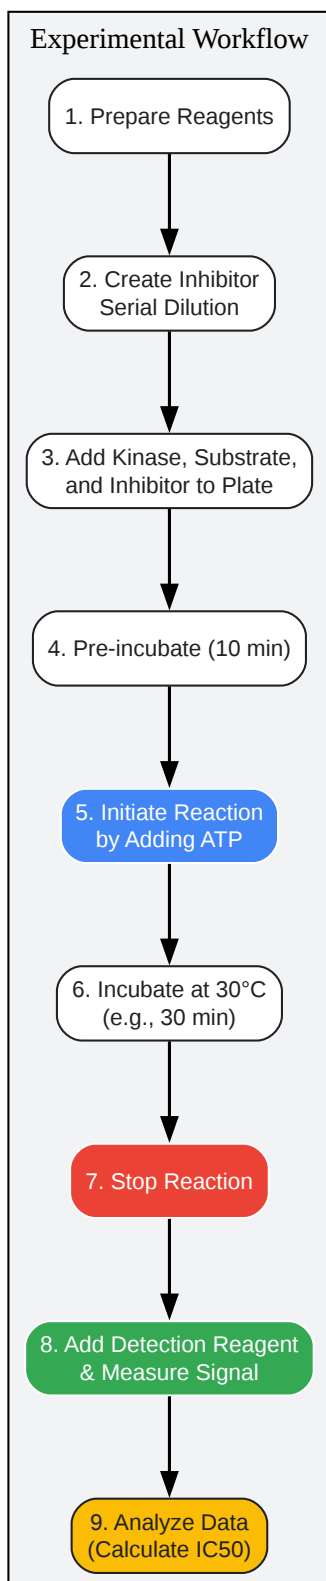 Experimental Workflow
1. Prepare Reagents
2. Create Inhibitor
Serial Dilution
3. Add Kinase, Substrate,
and Inhibitor to Plate
4. Pre-incubate (10 min)
5. Initiate Reaction
by Adding ATP
6. Incubate at 30°C
(e.g., 30 min)
7. Stop Reaction
8. Add Detection Reagent
& Measure Signal
9. Analyze Data
(Calculate IC50)